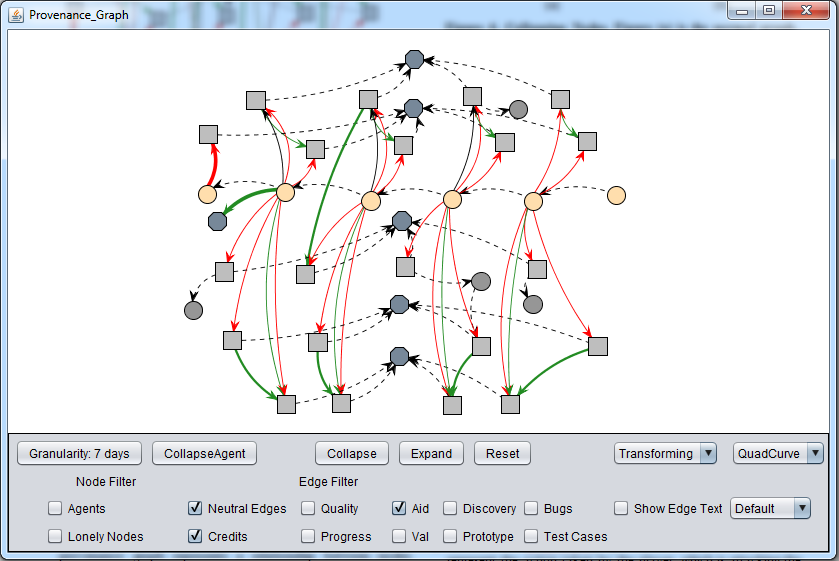 Provenance_Graph
Granularity: 7 days CollapseAgent Collapse Expand Reset Transforming QuadCurve
Node Filter Edge Filter
Agents Neutral Edges Quality Aid Discovery Bugs Show Edge Text Default
Lonely Nodes Credits Progress Val Prototype Test Cases